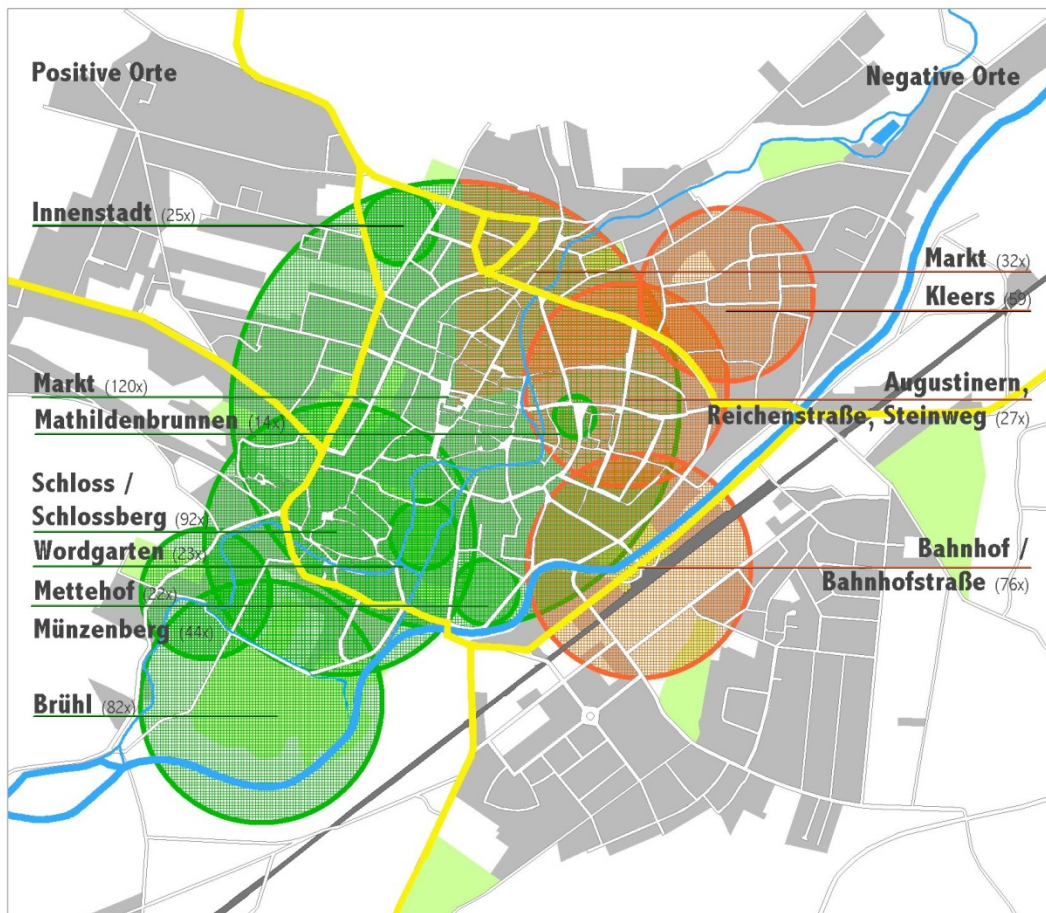 Positive Orte
Negative Orte
Innenstadt (25x)
Markt (120x)
Mathildenbrunnen (14x)
Schloss /
Schlossberg (92x)
Wordgarten (23x)
Mettehof (22x)
Münzenberg (44x)
Brühl (82x)
Markt (32x)
Kleers (59)
Augustinern,
Reichenstraße, Steinweg (27x)
Bahnhof /
Bahnhofstraße (76x)